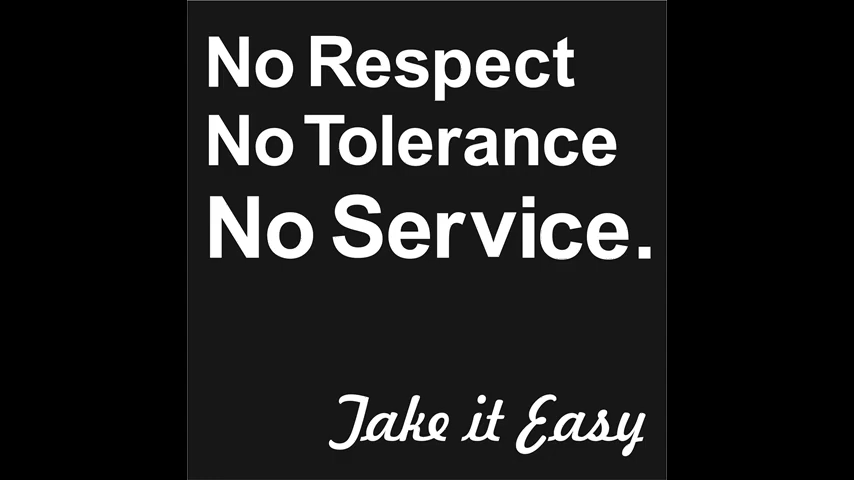 No Respect
No Tolerance
No Service.
Take it Easy